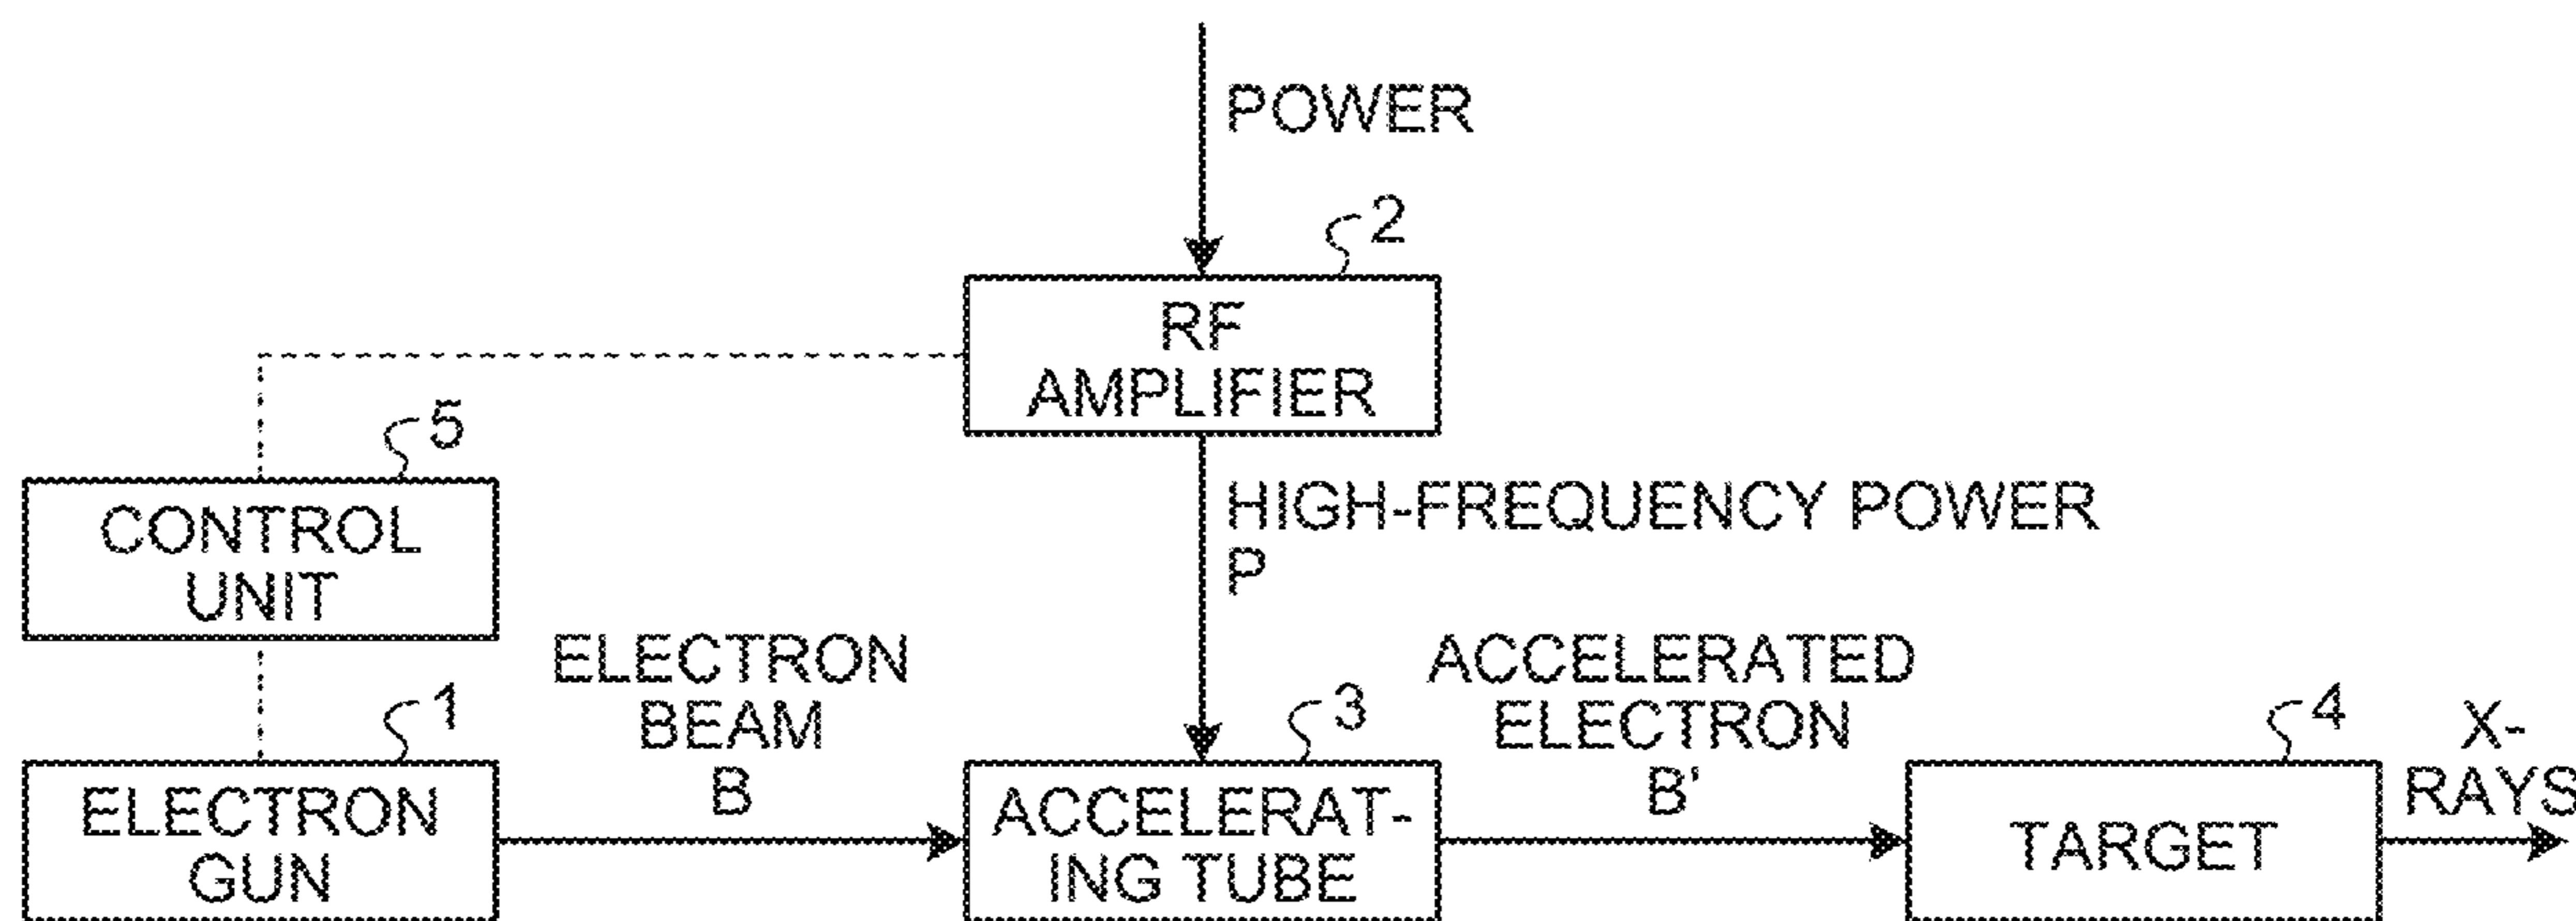 POWER
2
RF
AMPLIFIER
5
CONTROL
UNIT
HIGH-FREQUENCY POWER
P
ELECTRON
BEAM
B
ACCELERATED
ELECTRON
B'
1
ELECTRON
GUN
3
ACCELERAT-
ING TUBE
4
TARGET
X-
RAYS